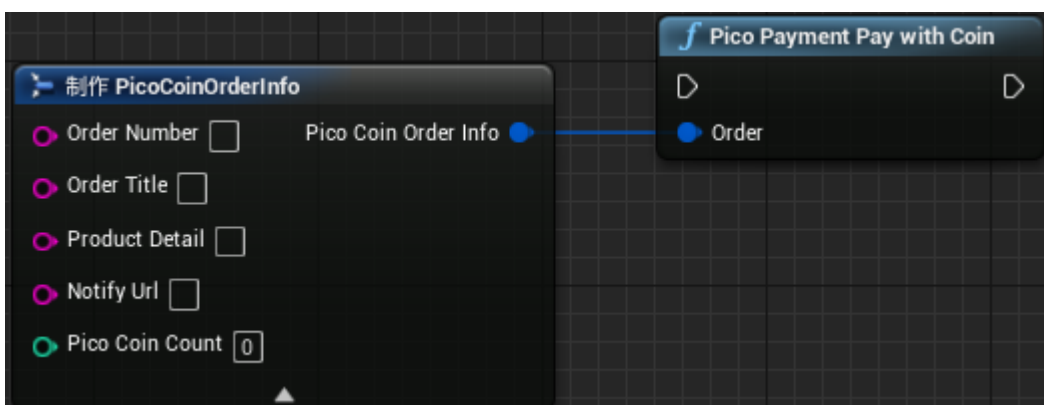 制作 PicoCoinOrderInfo
Order Number
Pico Coin Order Info
Order Title
Product Detail
Notify Url
Pico Coin Count 0
f Pico Payment Pay with Coin
Order